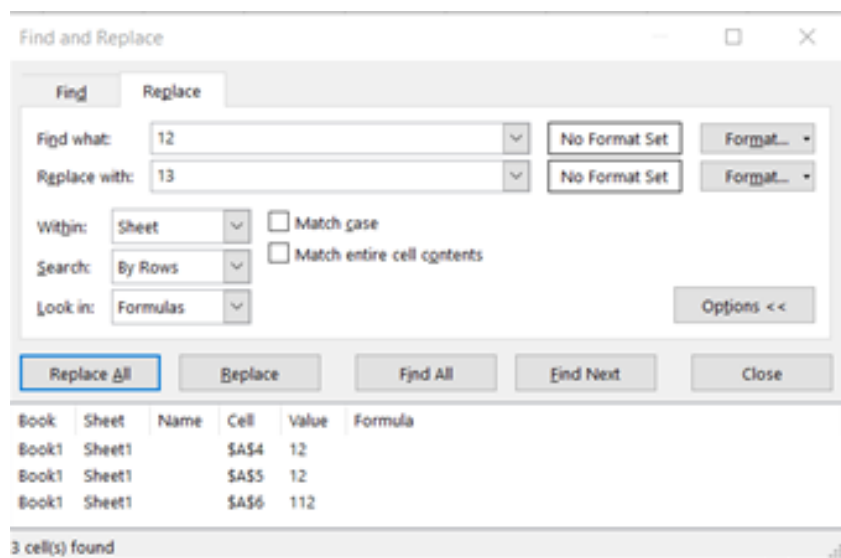 Find and Replace
Find Replace
Find what: 12 No Format Set Format...
Replace with: 13 No Format Set Format...
Within: Sheet Match case
Match entire cell contents
Search: By Rows
Look in: Formulas Options <<
Replace All Replace Find All Find Next Close
Book Sheet Name Cell Value Formula
Book1 Sheet1 $A$4 12
Book1 Sheet1 $A$5 12
Book1 Sheet1 $A$6 112
3 cell(s) found